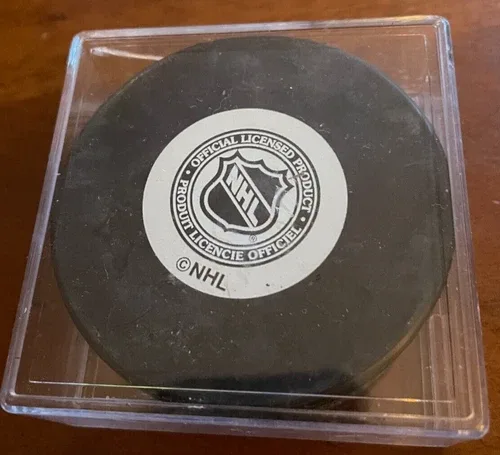 • OFFICIAL LICENSED PRODUCT •
PRODUIT LICENCIE OFFICIEL
NHL
®
©NHL